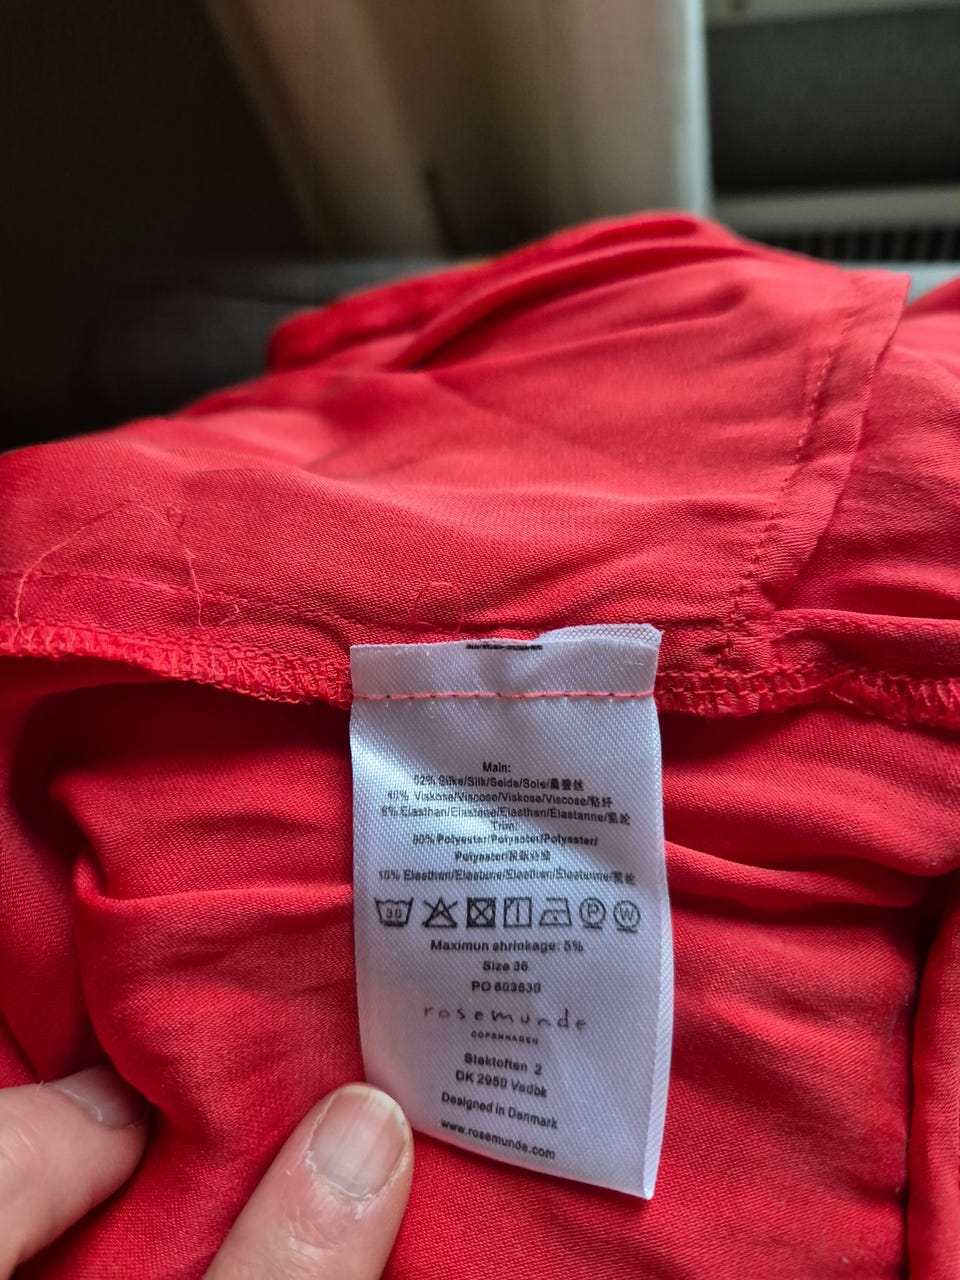 Main:
52% Silke/Silk/Seide/Soie/桑蚕丝
40% Viskose/Viscose/Viskose/Viscose/粘纤
8% Elasthan/Elastane/Elasthan/Elastanne/氨纶
Trim:
90% Polyester/Polyester/Polyester/
Polyester/聚酯纤维
10% Elasthan/Elastane/Elasthan/Elastanne/氨纶
30 P W
Maximun shrinkage: 5%
Size 36
PO 603630
rosemunde
COPENHAGEN
Stektoften 2
DK 2950 Vedbk
Designed in Denmark
www.rosemunde.com